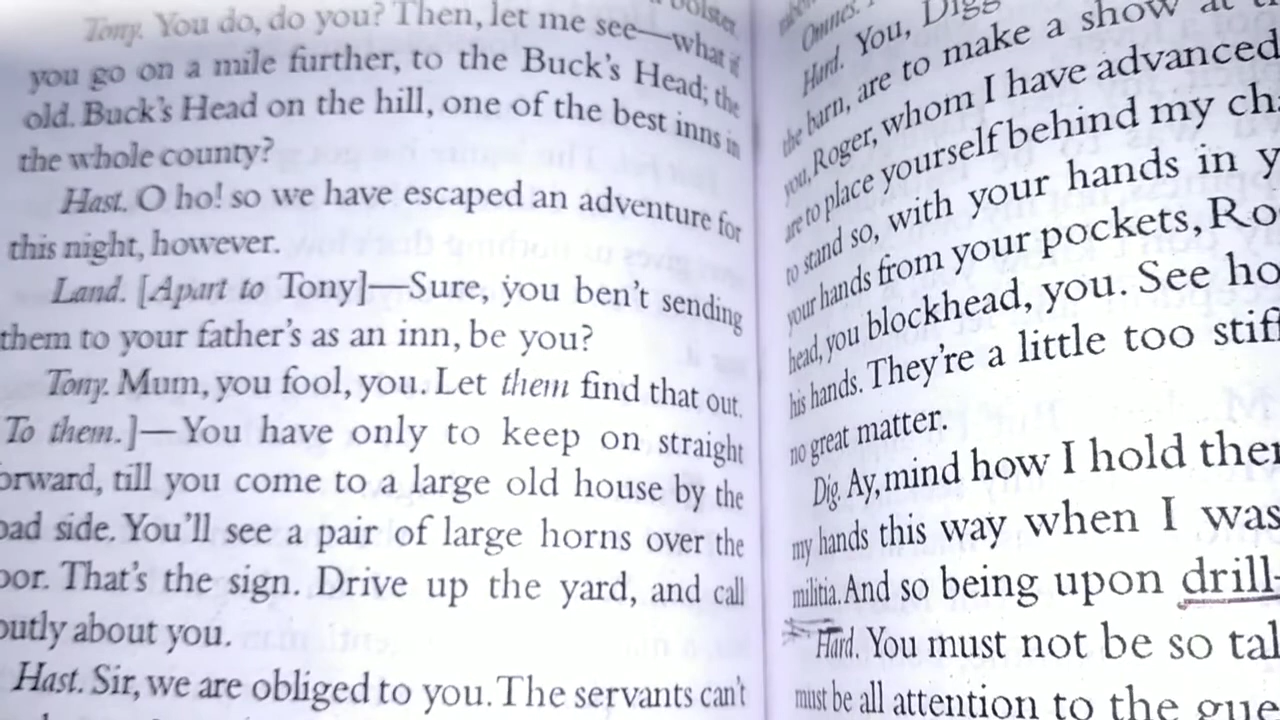 Tony. You do, do you? Then, let me see—what if
you go on a mile further, to the Buck's Head; the
old. Buck's Head on the hill, one of the best inns in
the whole county?
Hast. O ho! so we have escaped an adventure for
this night, however.
Land. [Apart to Tony]—Sure, you ben't sending
them to your father's as an inn, be you?
Tony. Mum, you fool, you. Let them find that out.
To them.]—You have only to keep on straight
orward, till you come to a large old house by the
oad side. You'll see a pair of large horns over the
oor. That's the sign. Drive up the yard, and call
outly about you.
Hast. Sir, we are obliged to you. The servants can't
Omnes.
Hard. You, Digg
the barn, are to make a show at
you, Roger, whom I have advanced
are to place yourself behind my ch
to stand so, with your hands in y
your hands from your pockets, Ro
head, you blockhead, you. See ho
his hands. They're a little too stif
no great matter.
Dig. Ay, mind how I hold ther
my hands this way when I was
militia. And so being upon drill-
Hard. You must not be so tal
must be all attention to the gue